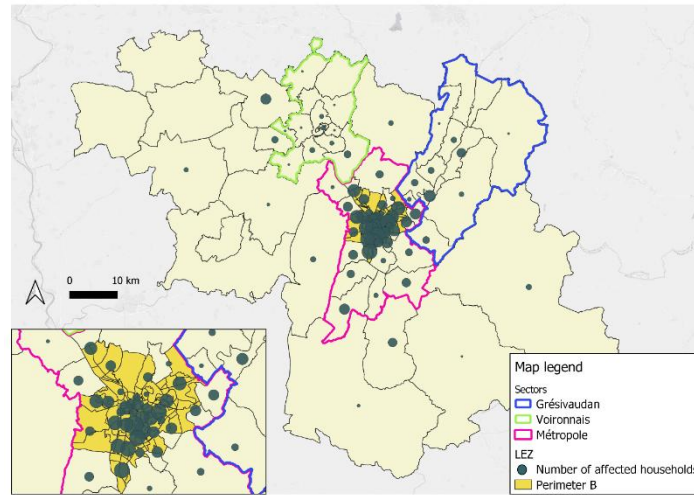 0 10 km
Map legend
Sectors
Grésivaudan
Voironnais
Métropole
LEZ
Number of affected households
Perimeter B